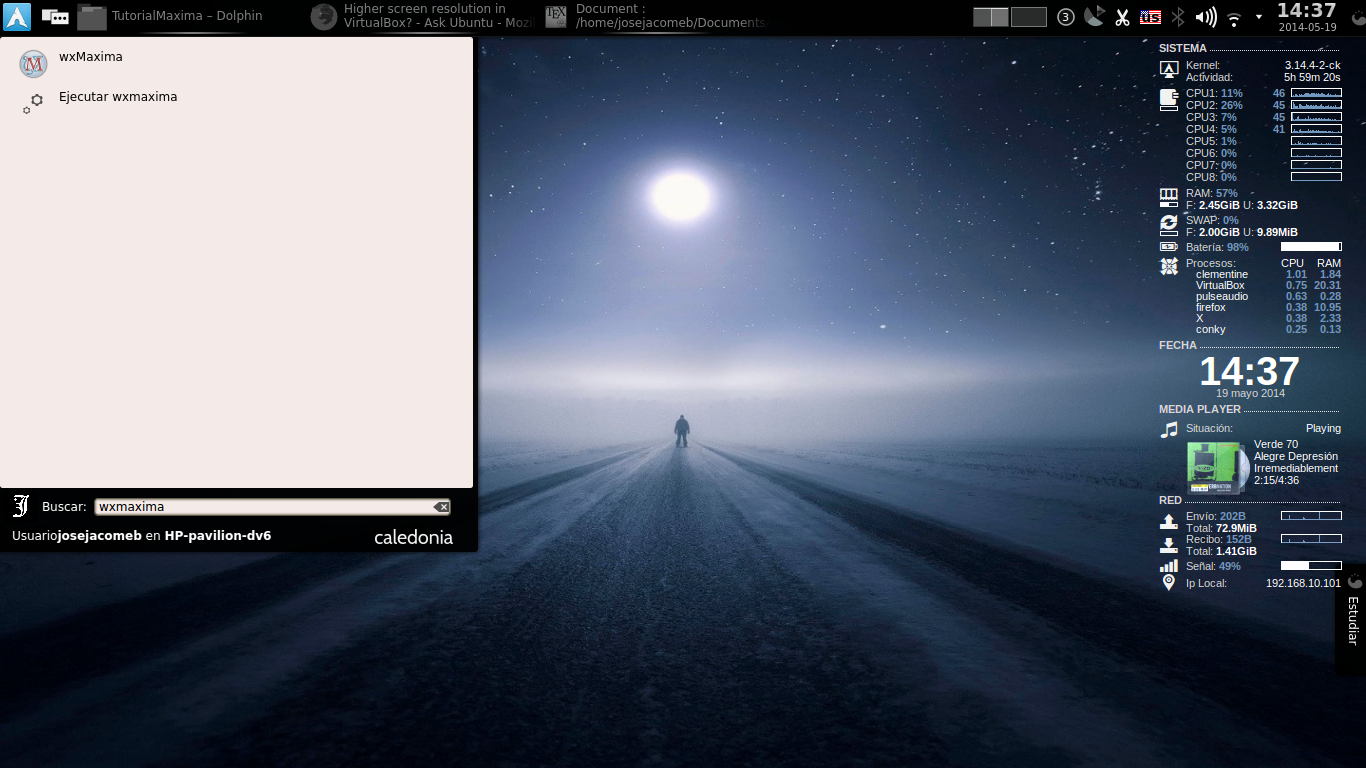 TutorialMaxima – Dolphin
Higher screen resolution in
VirtualBox? - Ask Ubuntu - Mozil
TEX
Document :
/home/josejacomeb/Documents
3
US
14:37
2014-05-19
wxMaxima
Ejecutar wxmaxima
Buscar: wxmaxima
Usuariojosejacomeb en HP-pavilion-dv6
caledonia
SISTEMA
Kernel: 3.14.4-2-ck
Actividad: 5h 59m 20s
CPU1: 11% 46
CPU2: 26% 45
CPU3: 7% 45
CPU4: 5% 41
CPU5: 1%
CPU6: 0%
CPU7: 0%
CPU8: 0%
RAM: 57%
F: 2.45GiB U: 3.32GiB
SWAP: 0%
F: 2.00GiB U: 9.89MiB
Batería: 98%
Procesos: CPU RAM
clementine 1.01 1.84
VirtualBox 0.75 20.31
pulseaudio 0.63 0.28
firefox 0.38 10.95
X 0.38 2.33
conky 0.25 0.13
FECHA
14:37
19 mayo 2014
MEDIA PLAYER
Situación: Playing
Verde 70
Alegre Depresión
Irremediablement
2:15/4:36
RED
Envío: 202B
Total: 72.9MiB
Recibo: 152B
Total: 1.41GiB
Señal: 49%
Ip Local: 192.168.10.101
Estudiar